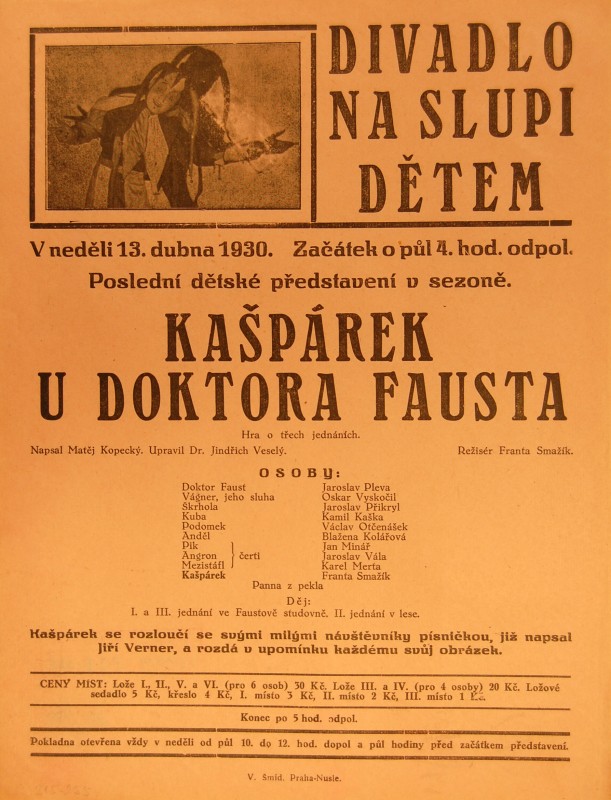 DIVADLO
NA SLUPI
DĚTEM
V neděli 13. dubna 1930. Začátek o půl 4. hod. odpol.
Poslední dětské představení v sezoně.
KAŠPÁREK
U DOKTORA FAUSTA
Hra o třech jednáních.
Napsal Matěj Kopecký. Upravil Dr. Jindřich Veselý. Režisér Franta Smažík.
OSOBY:
Doktor Faust Jaroslav Pleva
Vágner, jeho sluha Oskar Vyskočil
Škrhola Jaroslav Přikryl
Kuba Kamil Kaška
Podomek Václav Otčenášek
Anděl Blažena Kolářová
Pik Jan Minář
Angron čerti Jaroslav Vála
Mezistáfl Karel Merta
Kašpárek Franta Smažík
Panna z pekla
Děj:
I. a III. jednání ve Faustově studovně. II. jednání v lese.
Kašpárek se rozloučí se svými milými návštěvníky písničkou, již napsal
Jiří Verner, a rozdá v upomínku každému svůj obrázek.
CENY MÍST: Lože I., II., V. a VI. (pro 6 osob) 30 Kč. Lože III. a IV. (pro 4 osoby) 20 Kč. Ložové
sedadlo 5 Kč, křeslo 4 Kč, I. místo 3 Kč, II. místo 2 Kč, III. místo 1 Kč.
Konec po 5 hod. odpol.
Pokladna otevřena vždy v neděli od půl 10. do 12. hod. dopol a půl hodiny před začátkem představení.
V. Šmíd, Praha-Nusle.